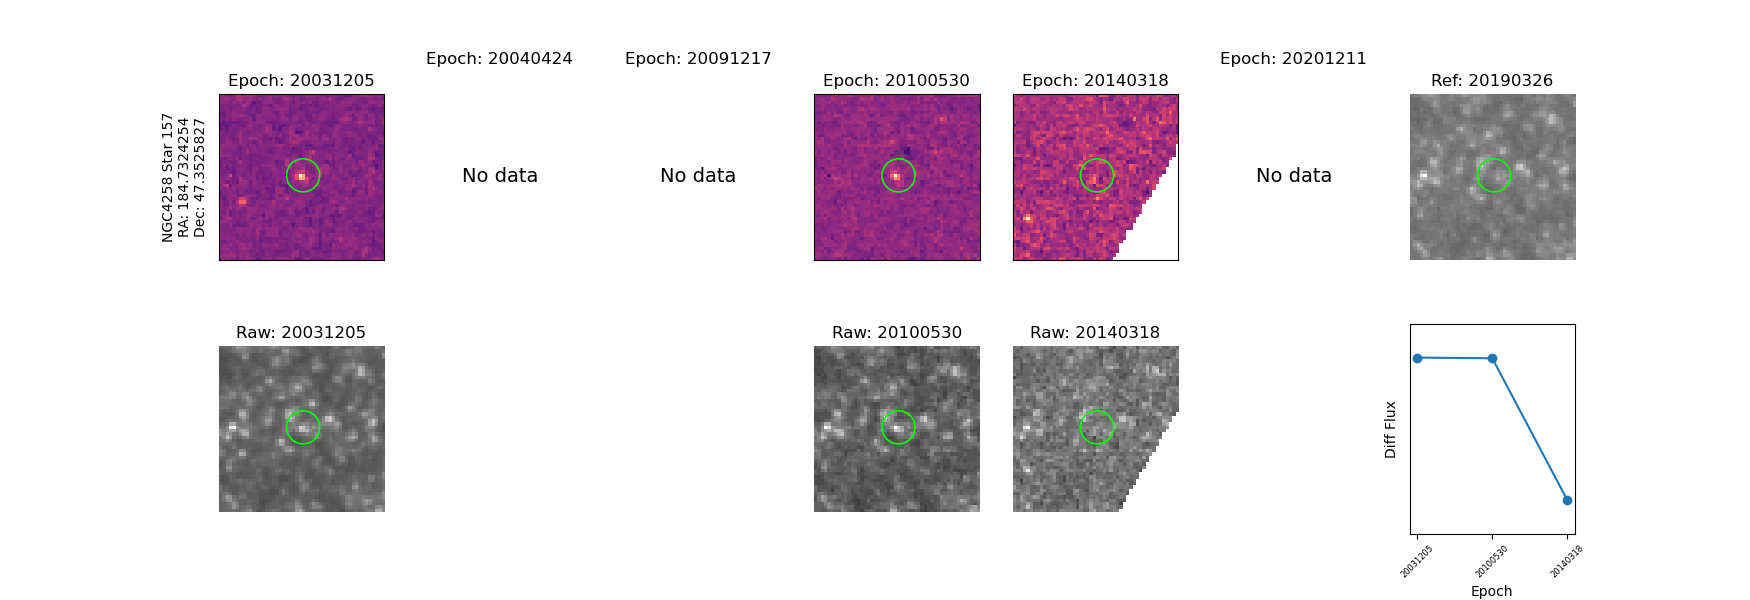 Epoch: 20040424
Epoch: 20091217
Epoch: 20201211
Epoch: 20031205
Epoch: 20100530
Epoch: 20140318
Ref: 20190326
NGC4258 Star 157
RA: 184.7324254
Dec: 47.3525827
No data
No data
No data
Raw: 20031205
Raw: 20100530
Raw: 20140318
Diff Flux
20031205
20100530
20140318
Epoch